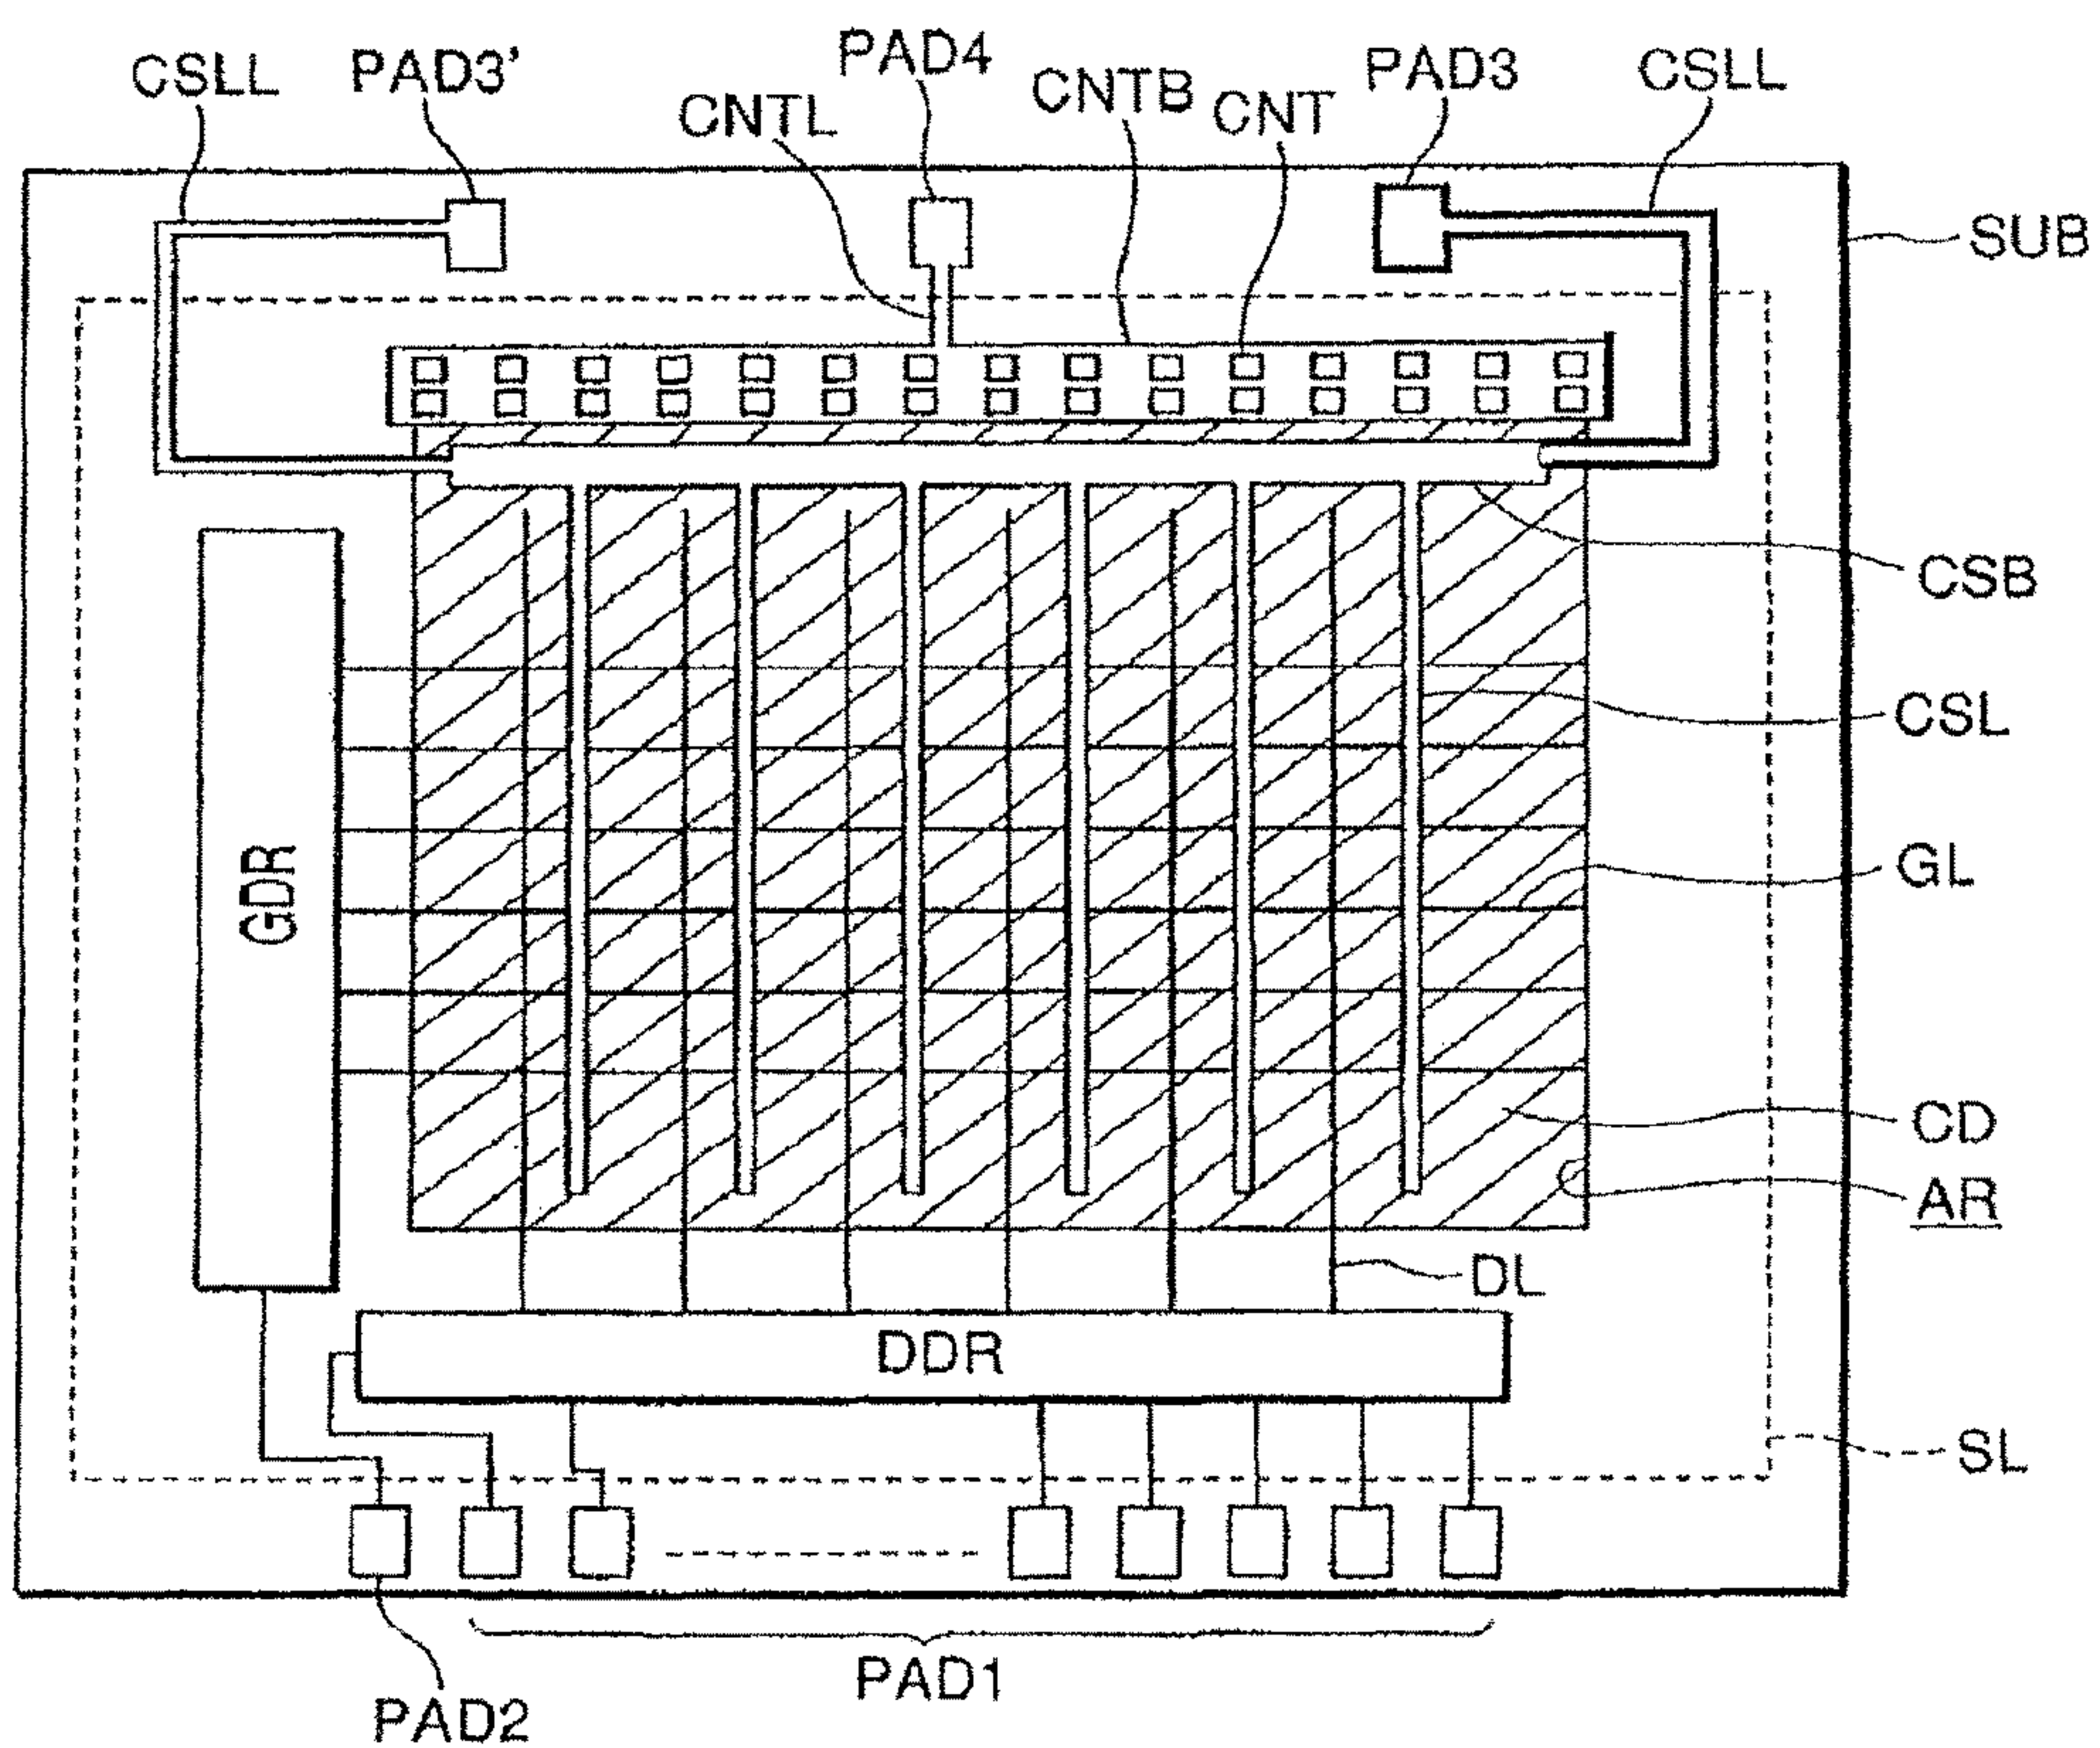 CSLL PAD3' PAD4 PAD3 CSLL
CNTL CNTB CNT
SUB
CSB
CSL
GDR
GL
CD
AR
DL
DDR
SL
PAD1
PAD2